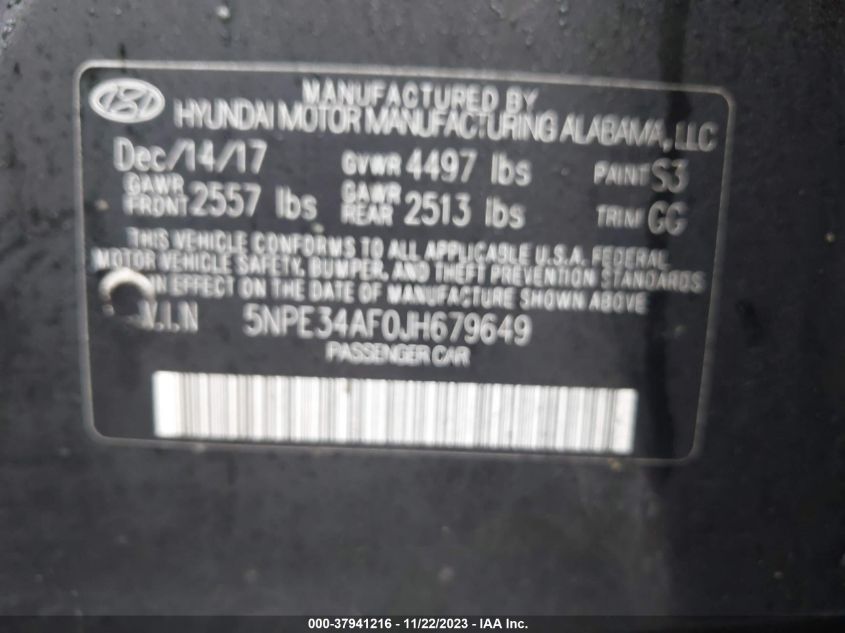 MANUFACTURED BY
HYUNDAI MOTOR MANUFACTURING ALABAMA, LLC
Dec/14/17 GVWR 4497 lbs PAINT S3
GAWR FRONT 2557 lbs GAWR REAR 2513 lbs TRIM GG
THIS VEHICLE CONFORMS TO ALL APPLICABLE U.S.A. FEDERAL
MOTOR VEHICLE SAFETY, BUMPER, AND THEFT PREVENTION STANDARDS
IN EFFECT ON THE DATE OF MANUFACTURE SHOWN ABOVE
V.I.N 5NPE34AF0JH679649
PASSENGER CAR
000-37941216 - 11/22/2023 - IAA Inc.